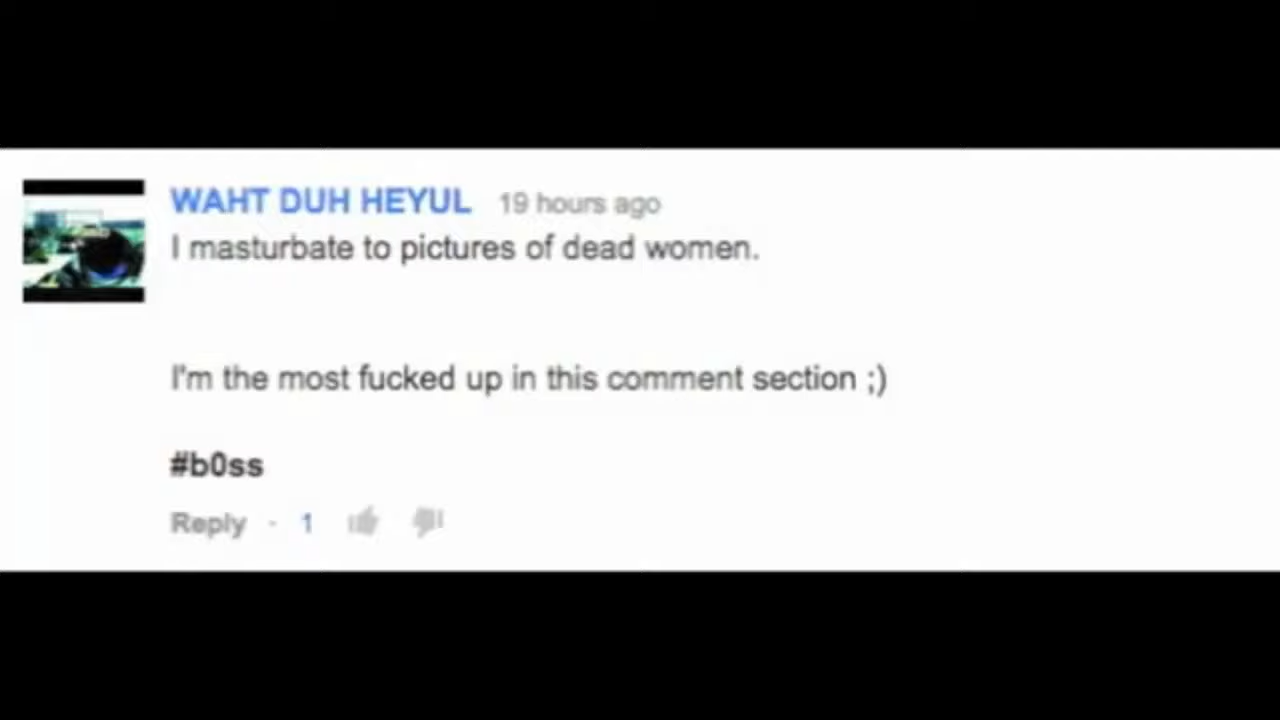 WAHT DUH HEYUL 19 hours ago
I masturbate to pictures of dead women.
I'm the most fucked up in this comment section ;)
#b0ss
Reply · 1